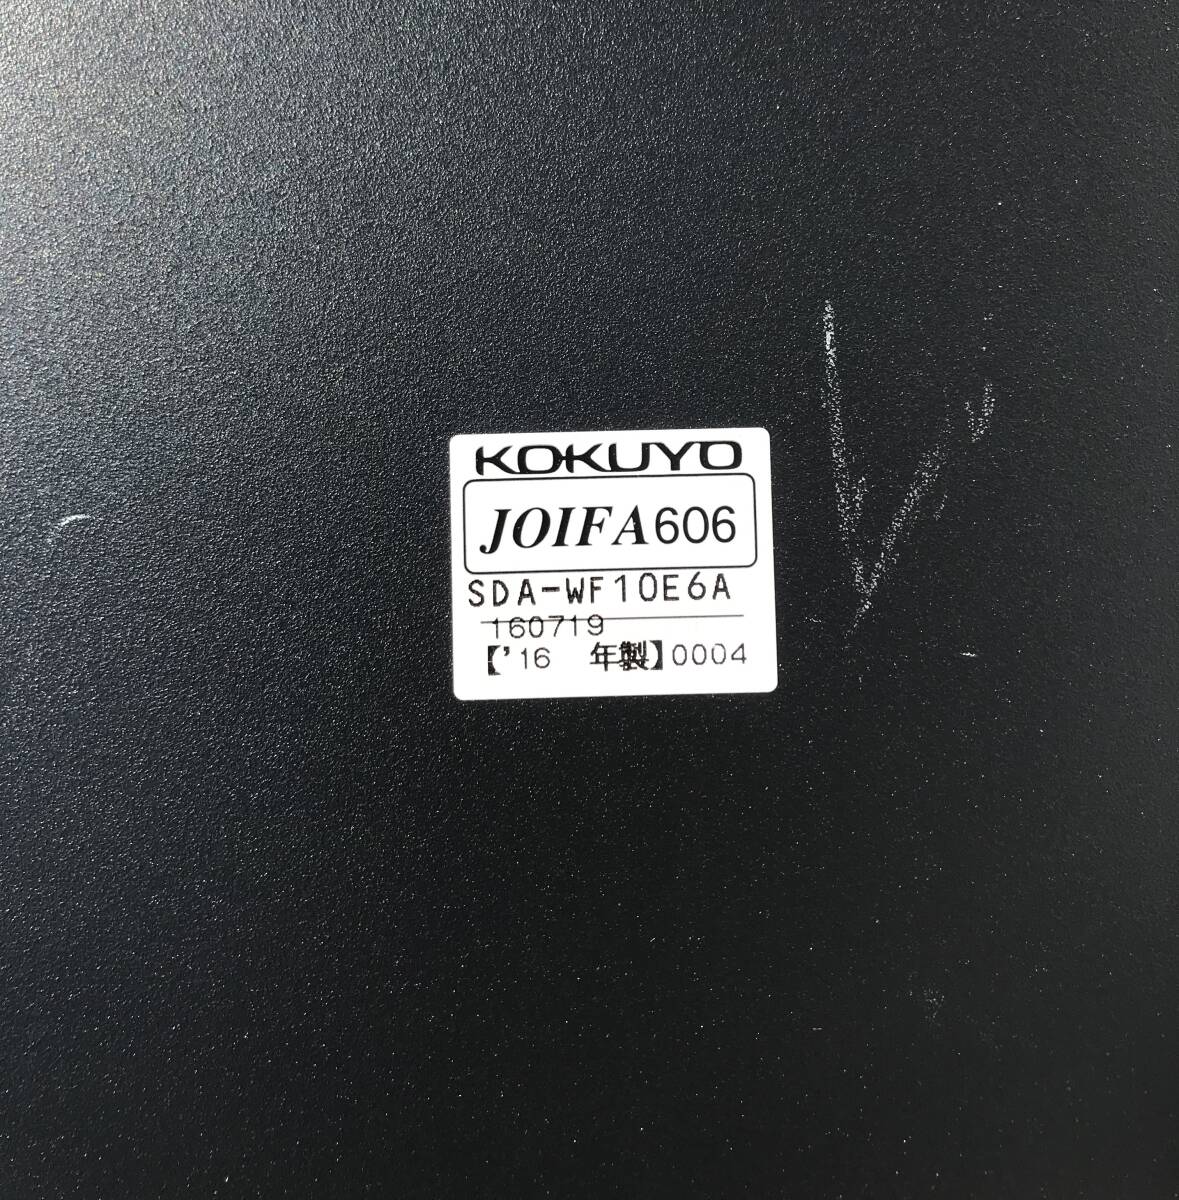 KOKUYO
JOIFA606
SDA-WF10E6A
160719
【'16 年製】0004